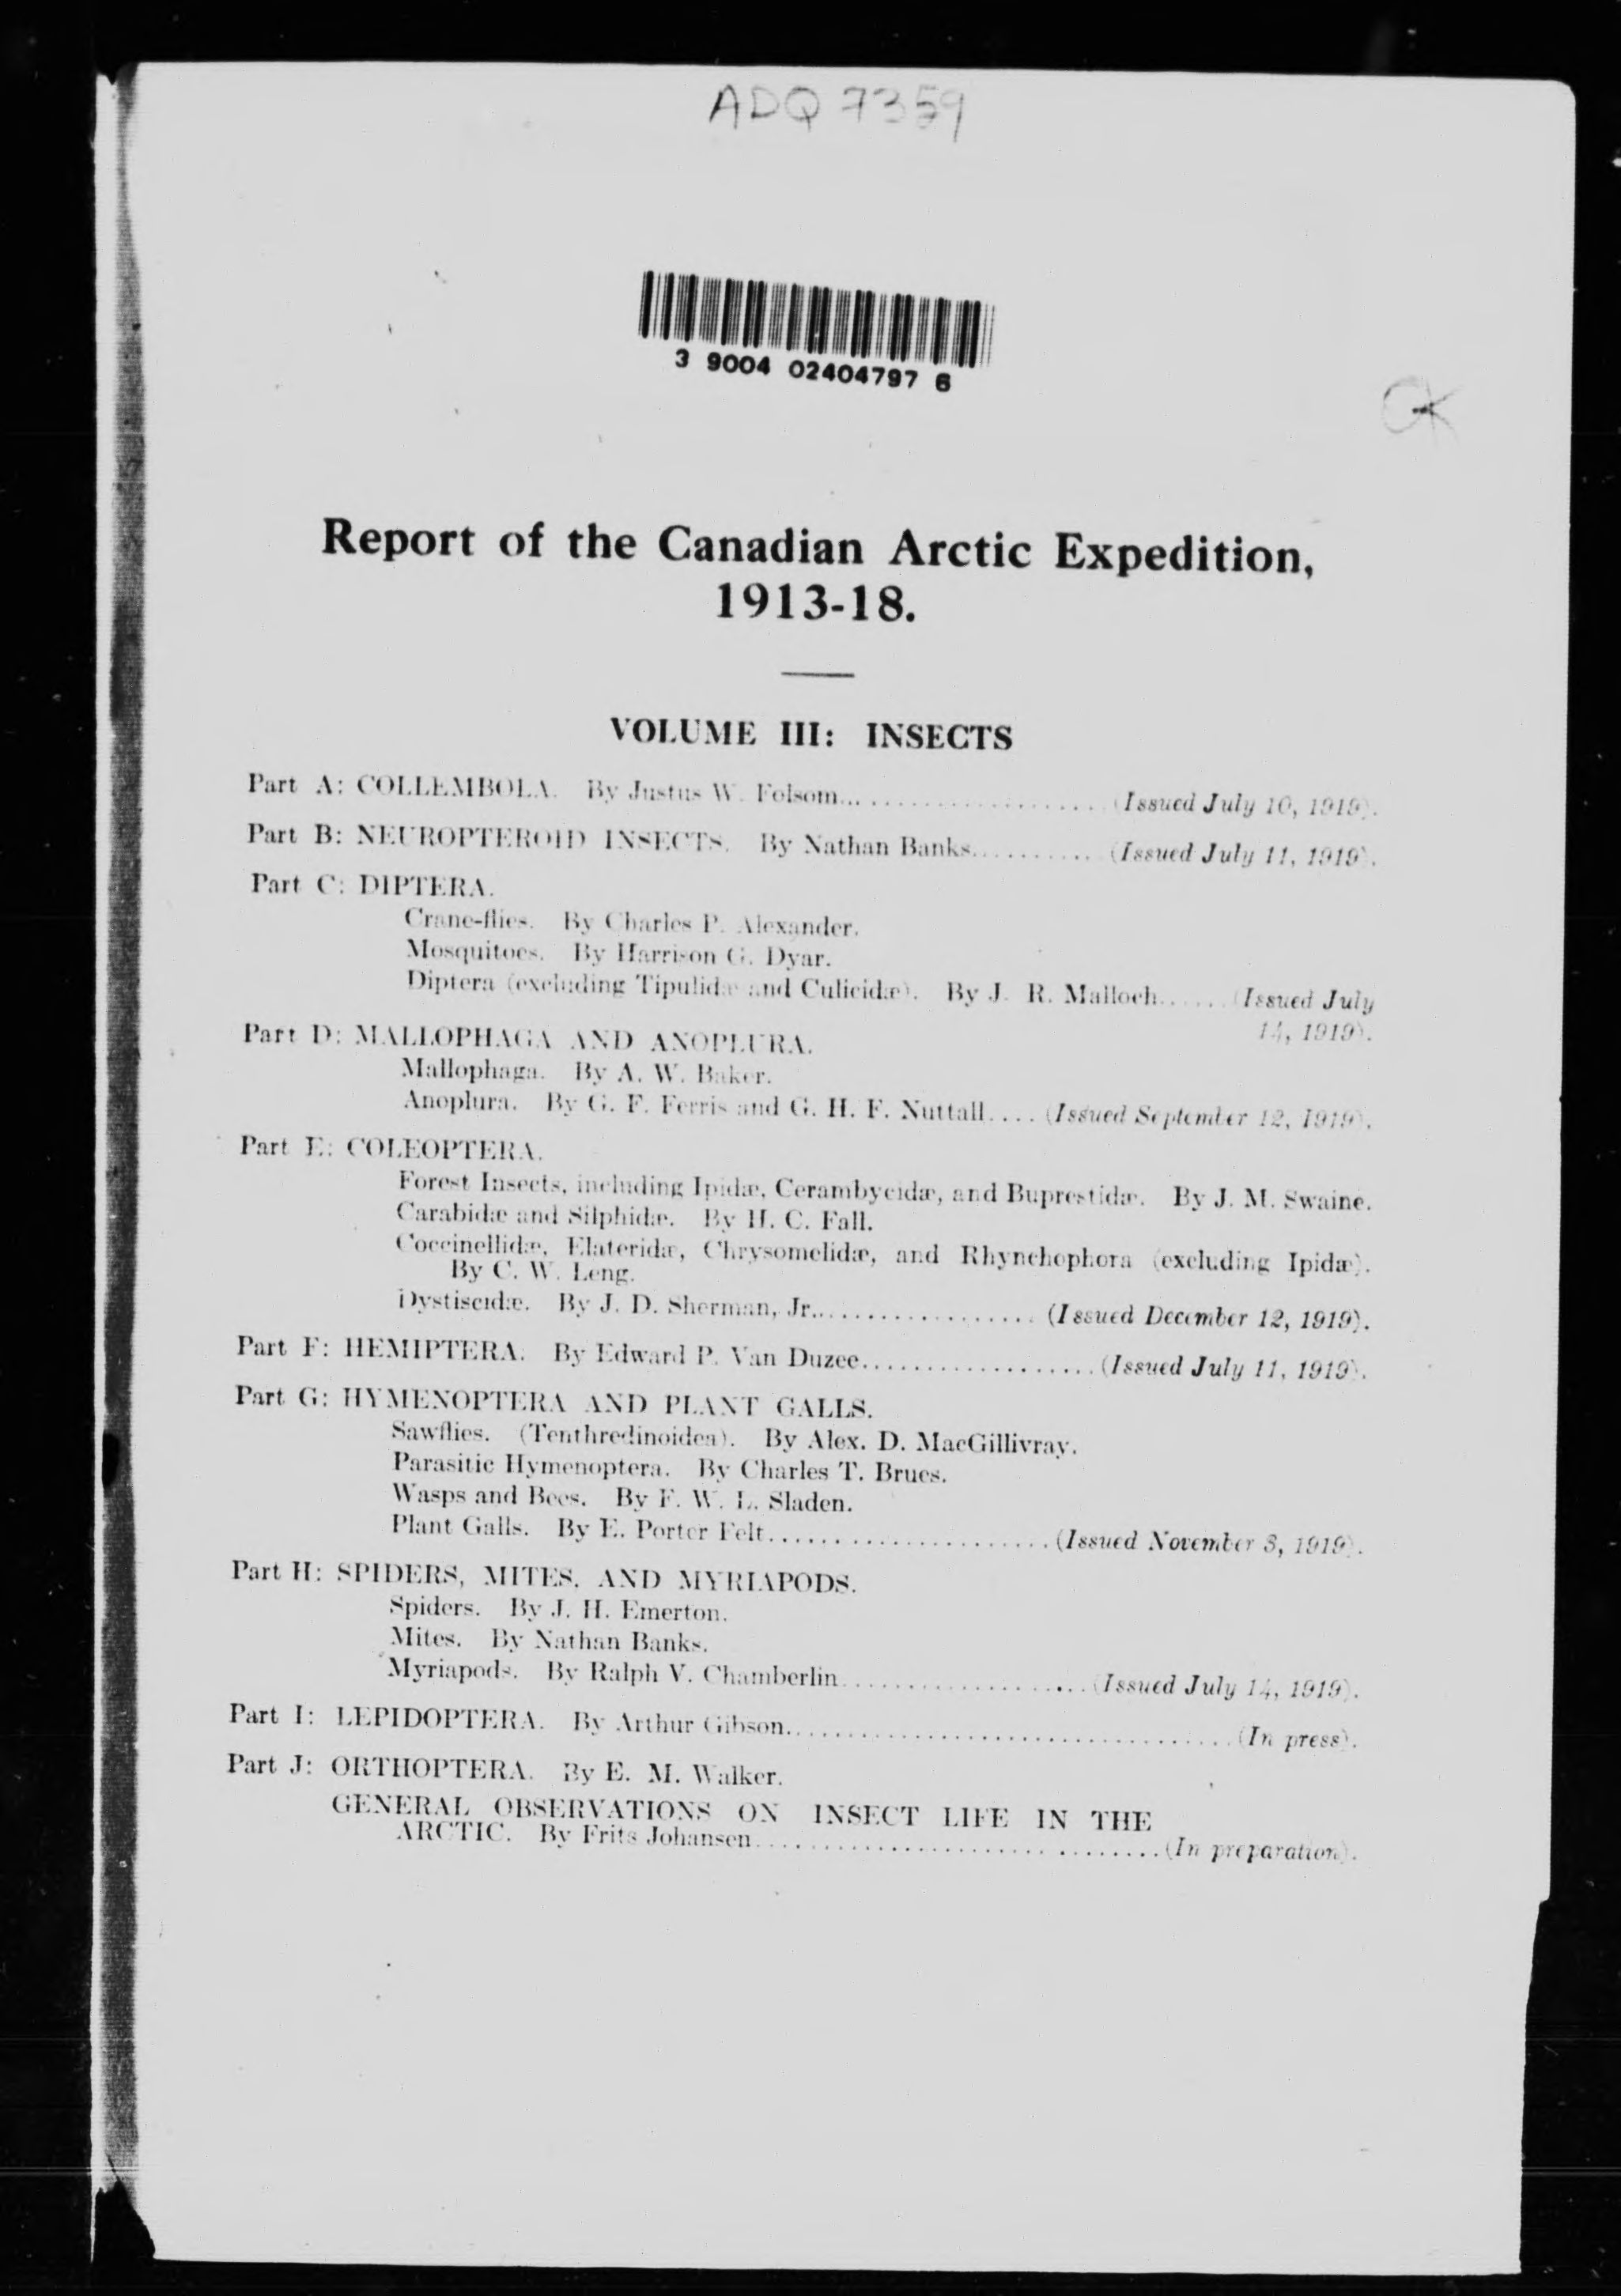 ADQ 7359
3 9004 02404797 6
OK
Report of the Canadian Arctic Expedition,
1913-18.
VOLUME III: INSECTS
Part A: COLLEMBOLA. By Justus W. Folsom.......................(Issued July 10, 1919).
Part B: NEUROPTEROID INSECTS. By Nathan Banks...........(Issued July 11, 1919).
Part C: DIPTERA.
Crane-flies. By Charles P. Alexander.
Mosquitoes. By Harrison G. Dyar.
Diptera (excluding Tipulidæ and Culicidæ). By J. R. Malloch......(Issued July
14, 1919).
Part D: MALLOPHAGA AND ANOPLURA.
Mallophaga. By A. W. Baker.
Anoplura. By G. F. Ferris and G. H. F. Nuttall....(Issued September 12, 1919).
Part E: COLEOPTERA.
Forest Insects, including Ipidæ, Cerambycidæ, and Buprestidæ. By J. M. Swaine.
Carabidæ and Silphidæ. By H. C. Fall.
Coccinellidæ, Elateridæ, Chrysomelidæ, and Rhynchophora (excluding Ipidæ).
By C. W. Leng.
Dystiscidæ. By J. D. Sherman, Jr...................(Issued December 12, 1919).
Part F: HEMIPTERA. By Edward P. Van Duzee...................(Issued July 11, 1919).
Part G: HYMENOPTERA AND PLANT GALLS.
Sawflies. (Tenthredinoidea). By Alex. D. MacGillivray.
Parasitic Hymenoptera. By Charles T. Brues.
Wasps and Bees. By F. W. L. Sladen.
Plant Galls. By E. Porter Felt.......................(Issued November 3, 1919).
Part H: SPIDERS, MITES, AND MYRIAPODS.
Spiders. By J. H. Emerton.
Mites. By Nathan Banks.
Myriapods. By Ralph V. Chamberlin....................(Issued July 14, 1919).
Part I: LEPIDOPTERA. By Arthur Gibson...................................(In press).
Part J: ORTHOPTERA. By E. M. Walker.
GENERAL OBSERVATIONS ON INSECT LIFE IN THE
ARCTIC. By Frits Johansen................................(In preparation).